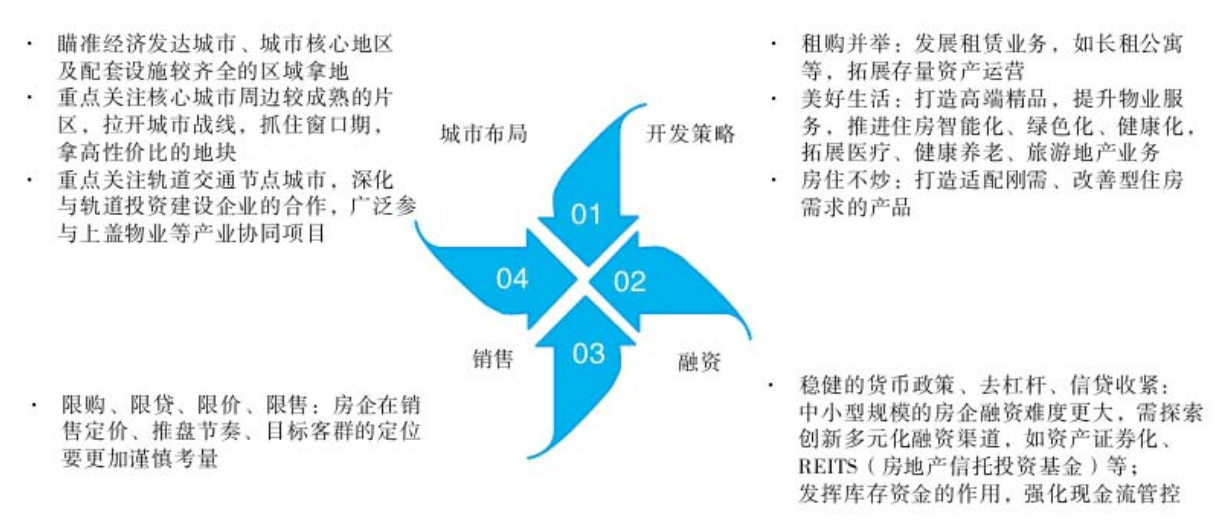 · 瞄准经济发达城市、城市核心地区
及配套设施较齐全的区域拿地
· 重点关注核心城市周边较成熟的片
区，拉开城市战线，抓住窗口期，
拿高性价比的地块
· 重点关注轨道交通节点城市，深化
与轨道投资建设企业的合作，广泛参
与上盖物业等产业协同项目
城市布局
开发策略
· 租购并举：发展租赁业务，如长租公寓
等，拓展存量资产运营
· 美好生活：打造高端精品，提升物业服
务，推进住房智能化、绿色化、健康化，
拓展医疗、健康养老、旅游地产业务
· 房住不炒：打造适配刚需、改善型住房
需求的产品
01
04
02
03
销售
融资
· 限购、限贷、限价、限售：房企在销
售定价、推盘节奏、目标客群的定位
要更加谨慎考量
· 稳健的货币政策、去杠杆、信贷收紧：
中小型规模的房企融资难度更大，需探索
创新多元化融资渠道，如资产证券化、
REITS（房地产信托投资基金）等；
发挥库存资金的作用，强化现金流管控